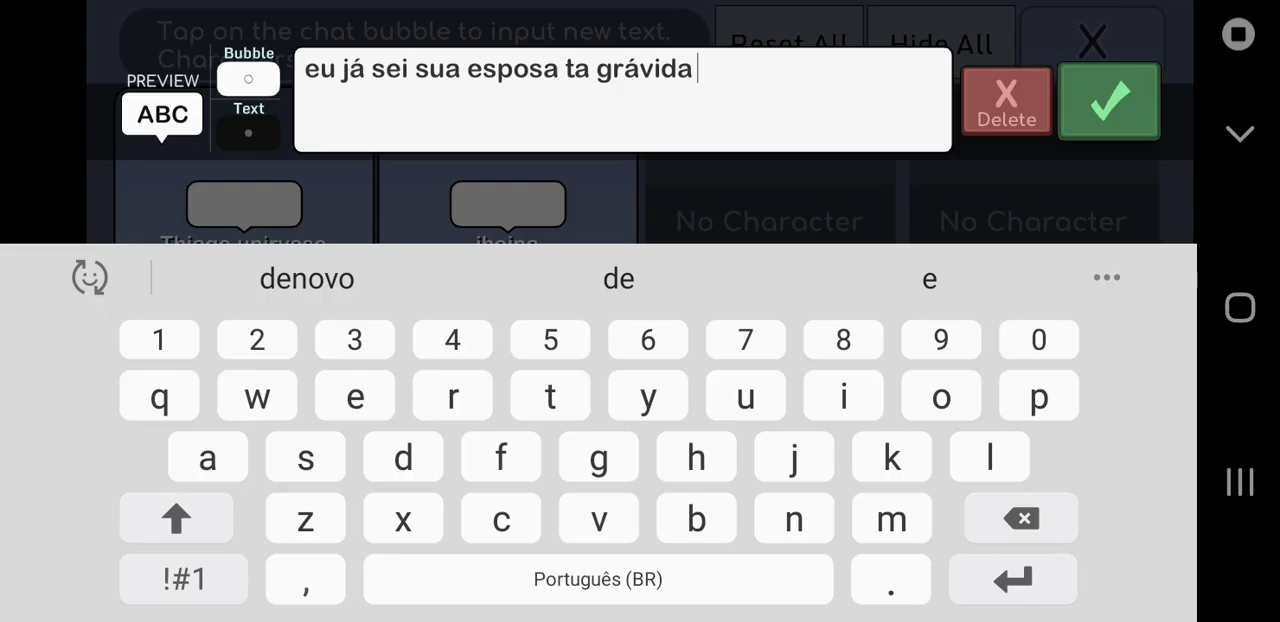 Tap on the chat bubble to input new text.
Reset All
Hide All
X
Bubble
PREVIEW
ABC
Text
eu já sei sua esposa ta grávida
X
Delete
No Character
No Character
denovo
de
e
1 2 3 4 5 6 7 8 9 0
q w e r t y u i o p
a s d f g h j k l
z x c v b n m
!#1 , Português (BR) .